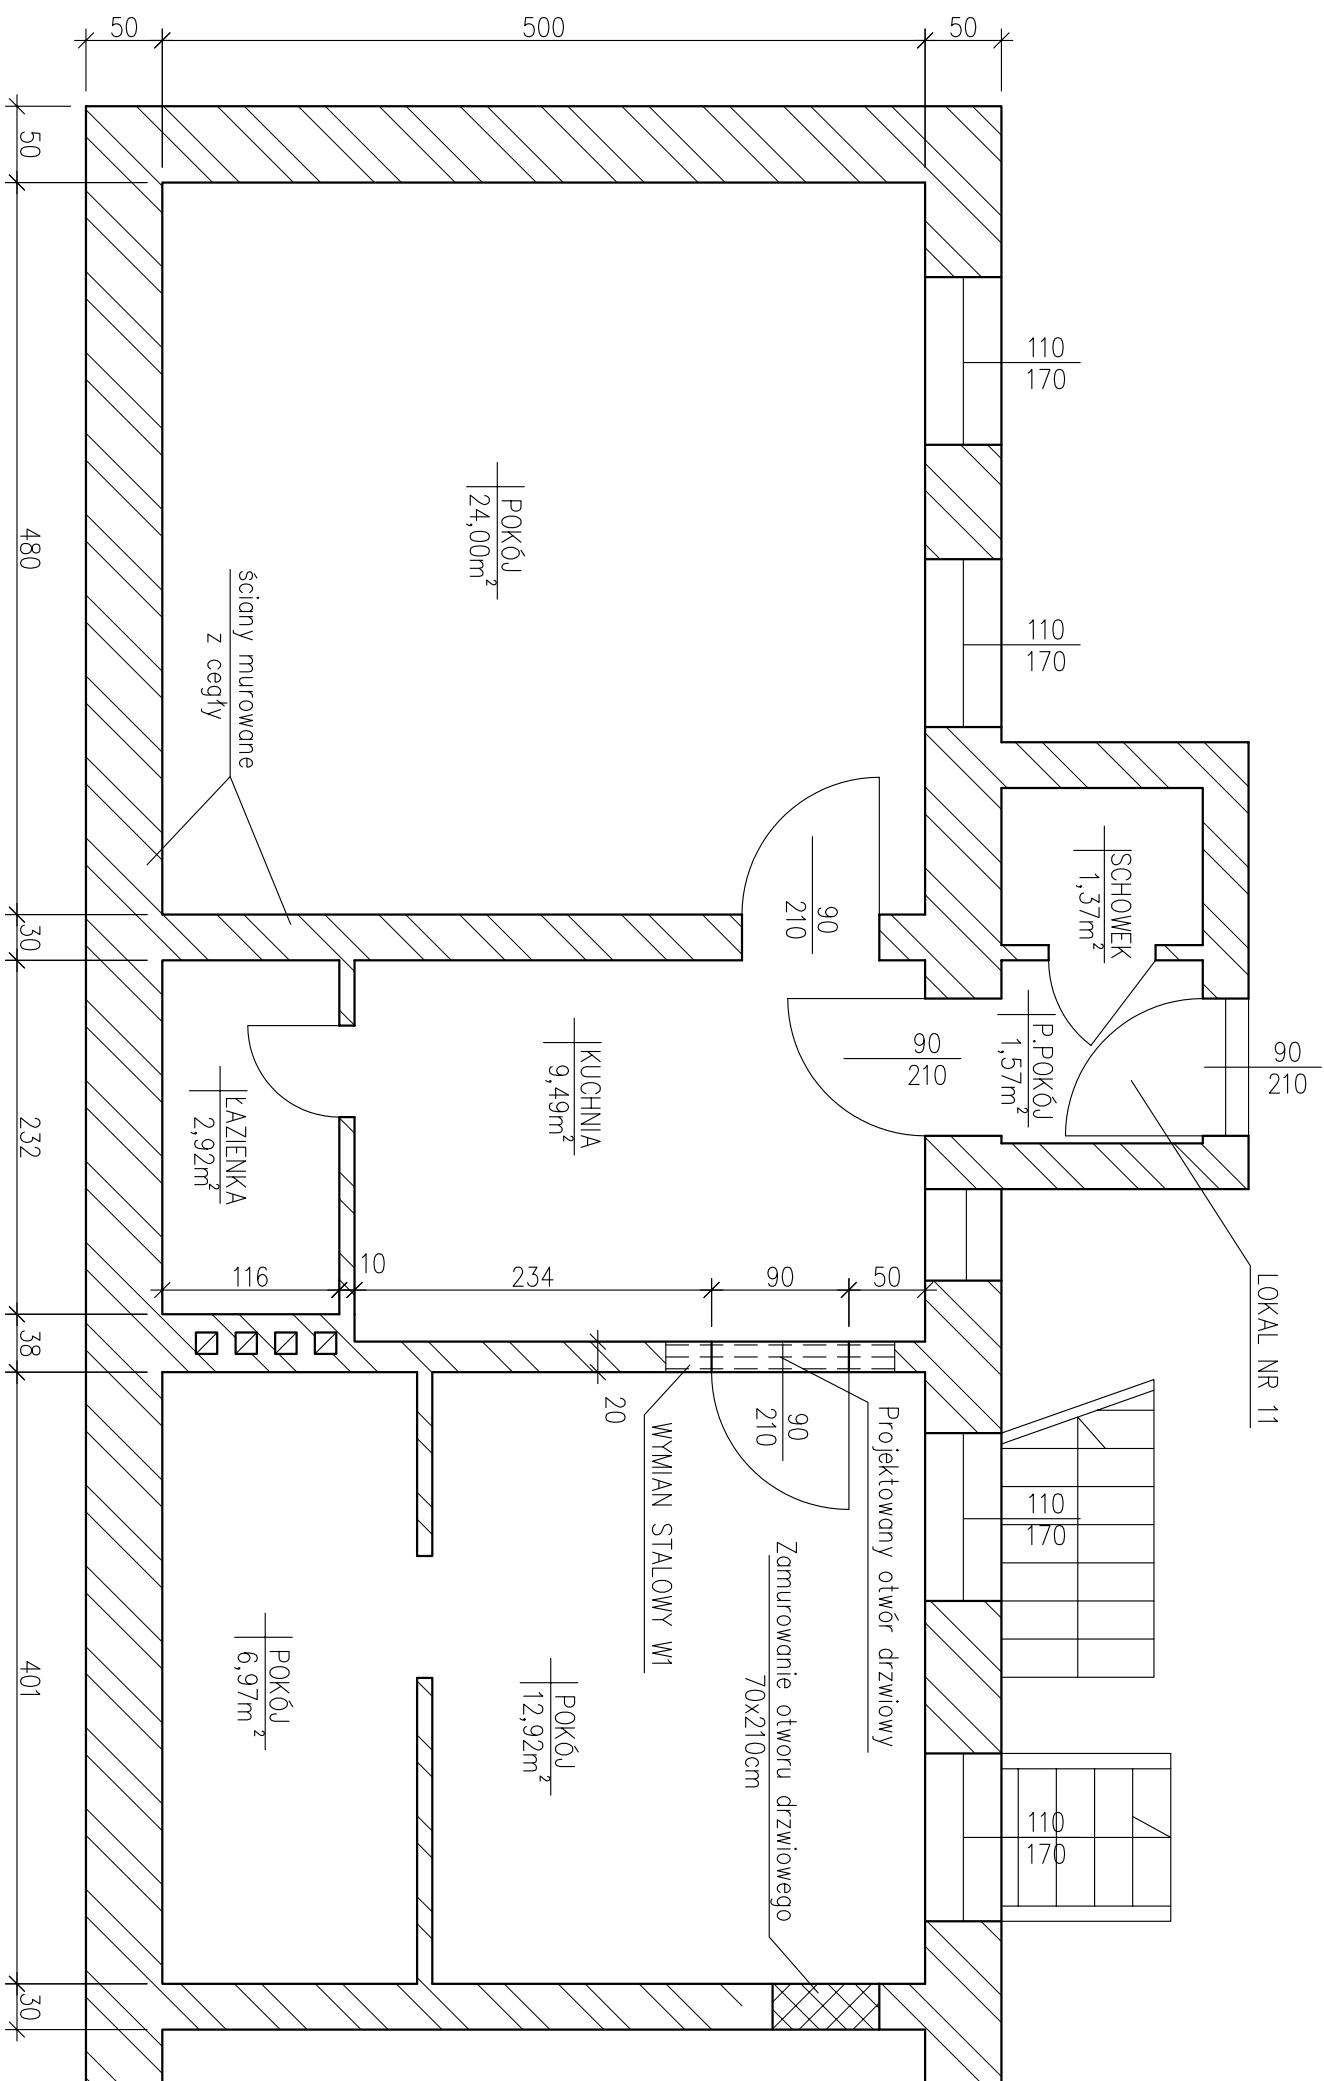 50
500
50
50
480
30
232
38
401
30
110
170
110
170
POKÓJ
24,00m²
ściany murowane
z cegły
90
210
SCHOWEK
1,37m²
P.POKÓJ
1,57m²
90
210
90
210
LOKAL NR 11
KUCHNIA
9,49m²
ŁAZIENKA
2,92m²
116
10
234
90
50
20
90
210
WYMIAN STALOWY W1
Projektowany otwór drzwiowy
Zamurowanie otworu drzwiowego
70x210cm
110
170
110
170
POKÓJ
12,92m²
POKÓJ
6,97m²